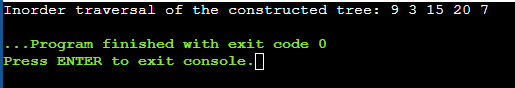 Inorder traversal of the constructed tree: 9 3 15 20 7
...Program finished with exit code 0
Press ENTER to exit console.